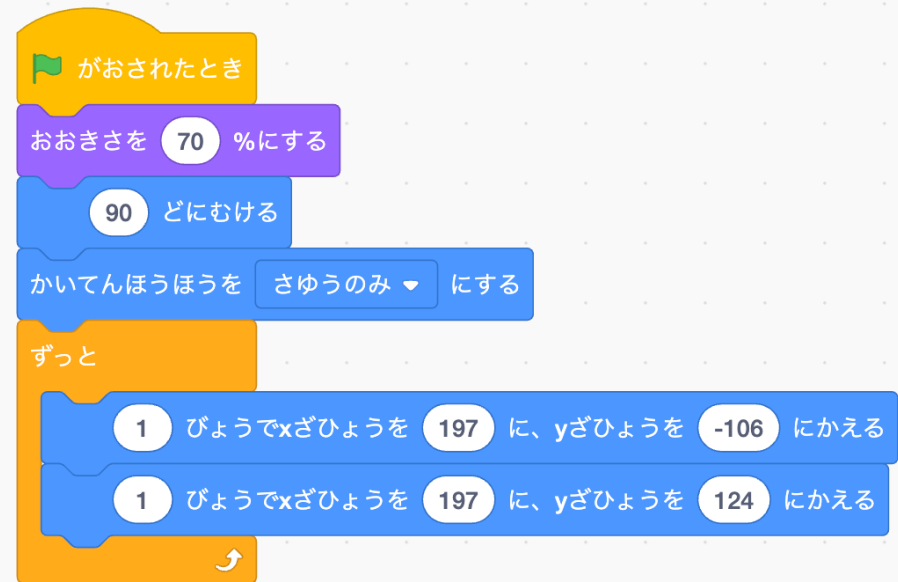 がおされたとき
おおきさを 70 %にする
90 どにむける
かいてんほうほうを さゆうのみ にする
ずっと
1 びょうでxざひょうを 197 に、yざひょうを -106 にかえる
1 びょうでxざひょうを 197 に、yざひょうを 124 にかえる